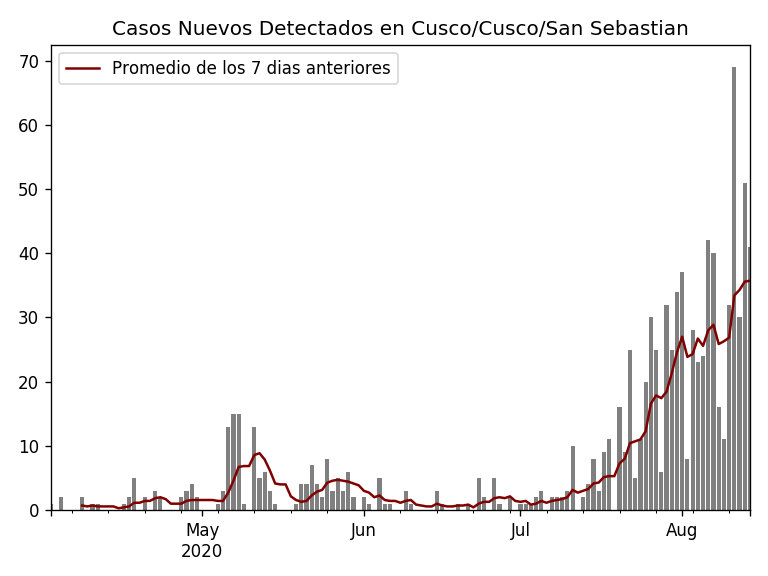 Casos Nuevos Detectados en Cusco/Cusco/San Sebastian
Promedio de los 7 dias anteriores
70
60
50
40
30
20
10
0
May
2020
Jun
Jul
Aug